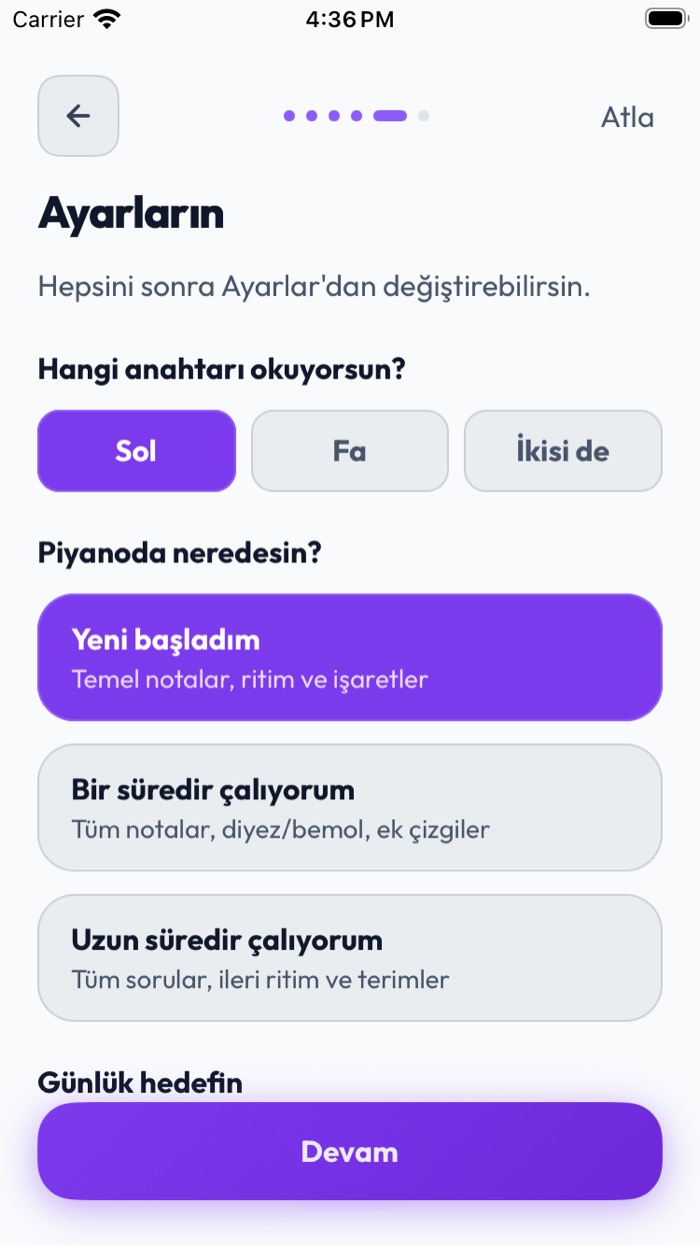 Carrier 4:36 PM
Atla
Ayarların
Hepsini sonra Ayarlar'dan değiştirebilirsin.
Hangi anahtarı okuyorsun?
Sol Fa İkisi de
Piyanoda neredesin?
Yeni başladım
Temel notalar, ritim ve işaretler
Bir süredir çalıyorum
Tüm notalar, diyez/bemol, ek çizgiler
Uzun süredir çalıyorum
Tüm sorular, ileri ritim ve terimler
Günlük hedefin
Devam